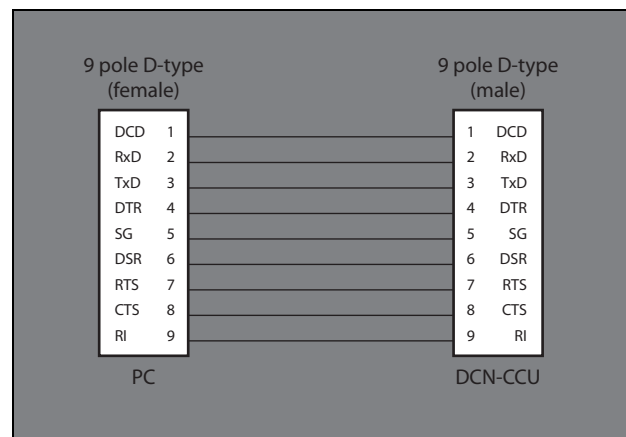 9 pole D-type
(female)
9 pole D-type
(male)
DCD 1
RxD 2
TxD 3
DTR 4
SG 5
DSR 6
RTS 7
CTS 8
RI 9
1 DCD
2 RxD
3 TxD
4 DTR
5 SG
6 DSR
7 RTS
8 CTS
9 RI
PC
DCN-CCU